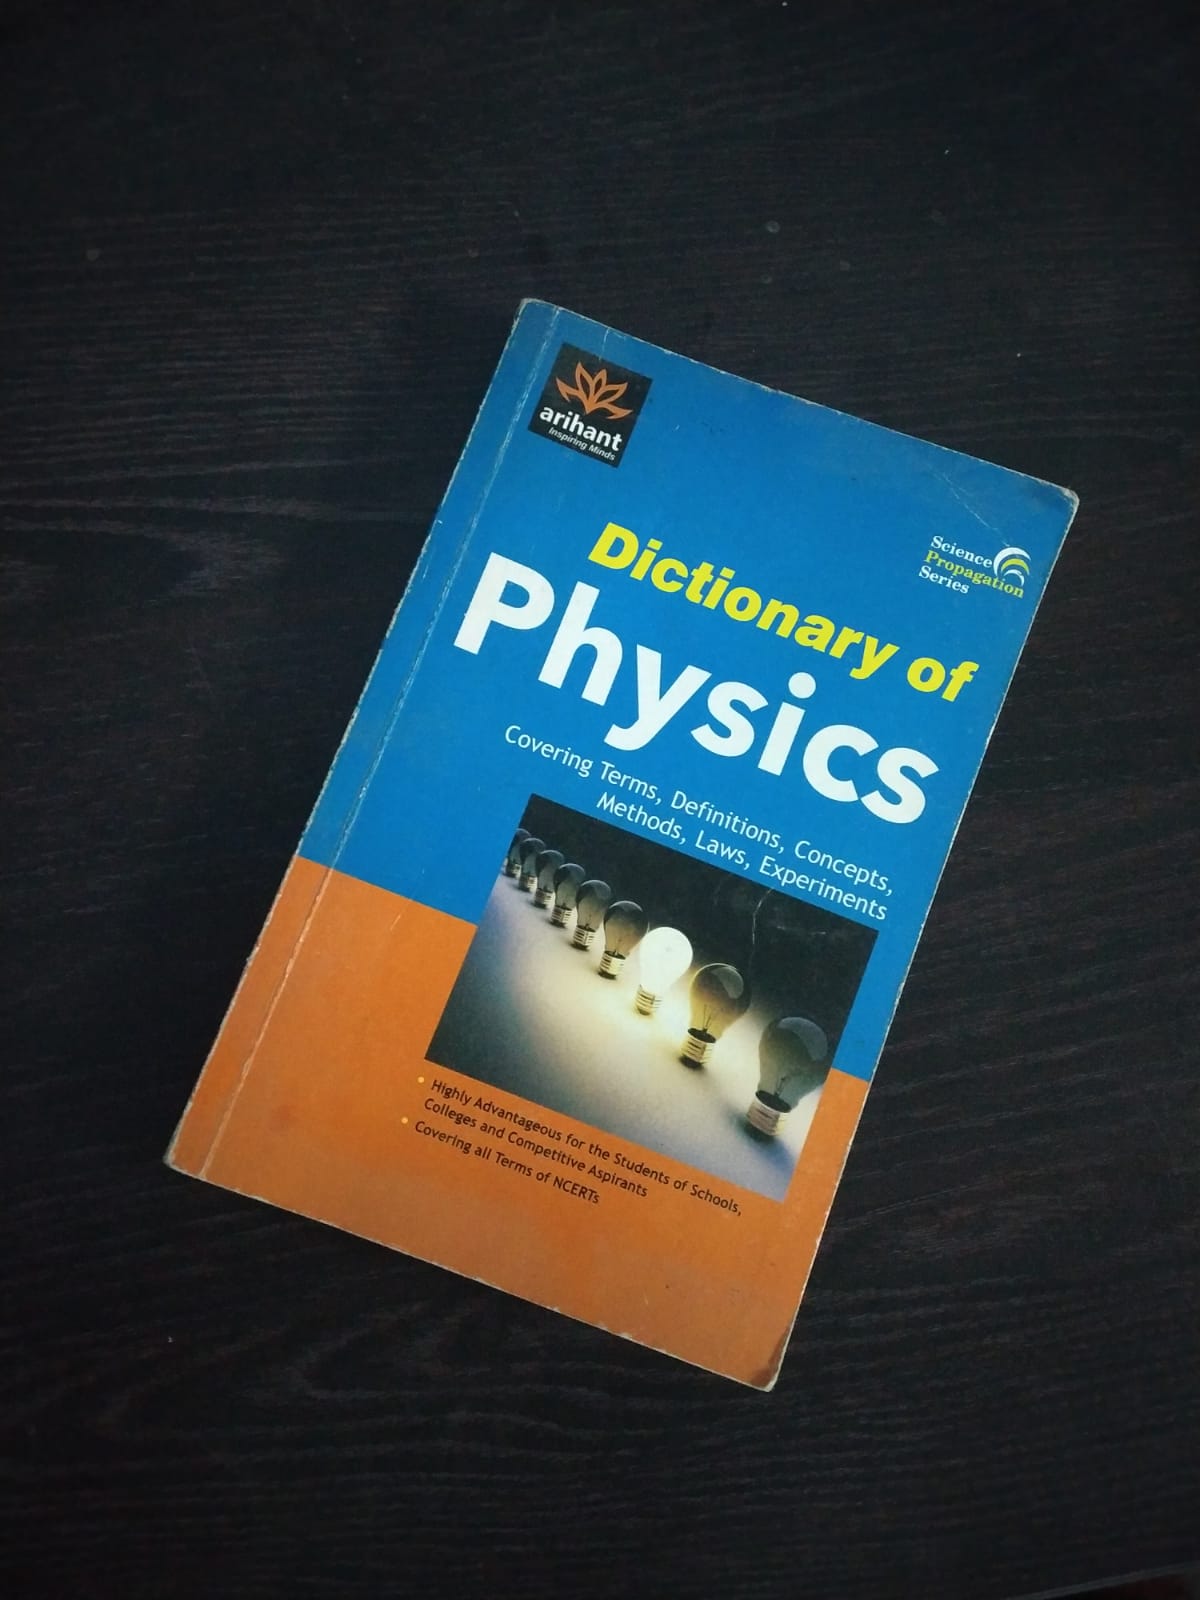 arihant
Inspiring Minds
Science
Propagation
Series
Dictionary of
Physics
Covering Terms, Definitions, Concepts,
Methods, Laws, Experiments
• Highly Advantageous for the Students of Schools,
Colleges and Competitive Aspirants
• Covering all Terms of NCERTs